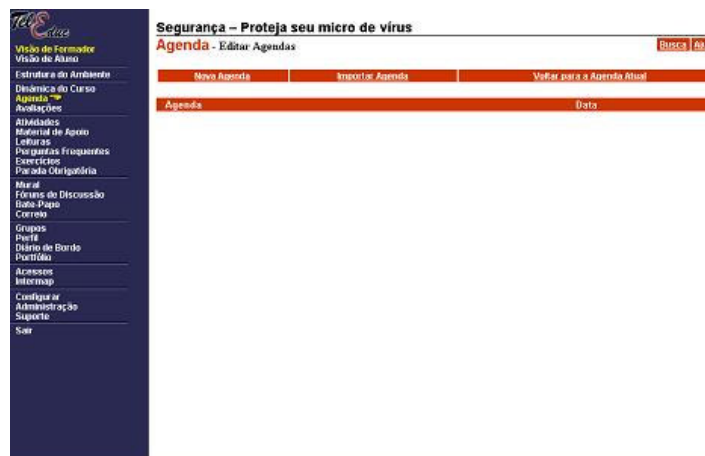 TelEduc
Visão de Formador
Visão de Aluno
Estrutura do Ambiente
Dinâmica do Curso
Agenda
Avaliações
Atividades
Material de Apoio
Leituras
Perguntas Frequentes
Exercícios
Parada Obrigatória
Mural
Fóruns de Discussão
Bate-Papo
Correio
Grupos
Perfil
Diário de Bordo
Portfólio
Acessos
Intermap
Configurar
Administração
Suporte
Sair
Segurança – Proteja seu micro de vírus
Agenda - Editar Agendas
Busca Aj
Nova Agenda Importar Agenda Voltar para a Agenda Atual
Agenda Data